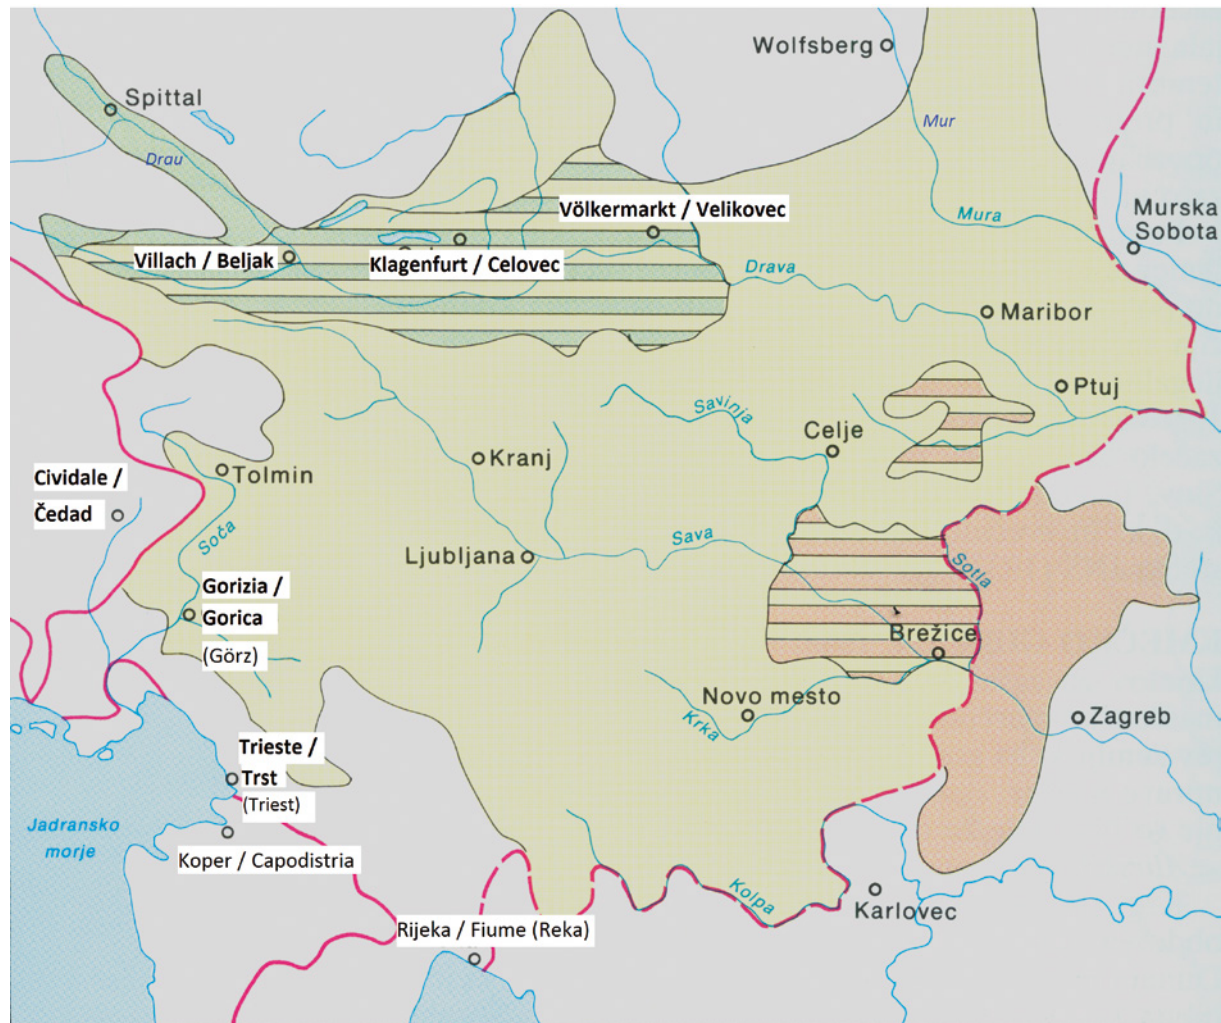 Wolfsberg
Spittal
Mur
Drau
Völkermarkt / Velikovec
Murska
Sobota
Mura
Villach / Beljak
Klagenfurt / Celovec
Drava
Maribor
Savinja
Ptuj
Celje
Kranj
Tolmin
Cividale /
Čedad
Soča
Ljubljana
Sava
Sotla
Gorizia /
Gorica
(Görz)
Brežice
Novo mesto
Krka
Zagreb
Trieste /
Trst
(Triest)
Jadransko
morje
Koper / Capodistria
Kolpa
Karlovec
Rijeka / Fiume (Reka)